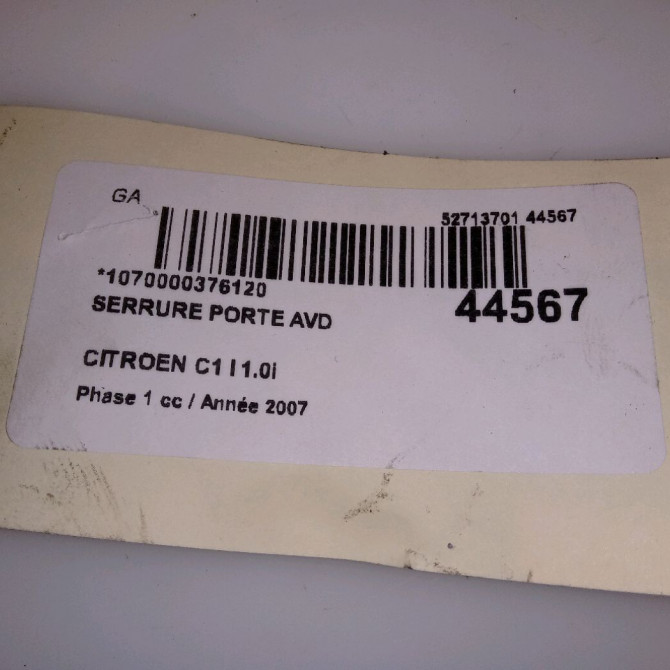 GA
52713701 44567
*1070000376120
44567
SERRURE PORTE AVD
CITROEN C1 I 1.0i
Phase 1 cc / Année 2007